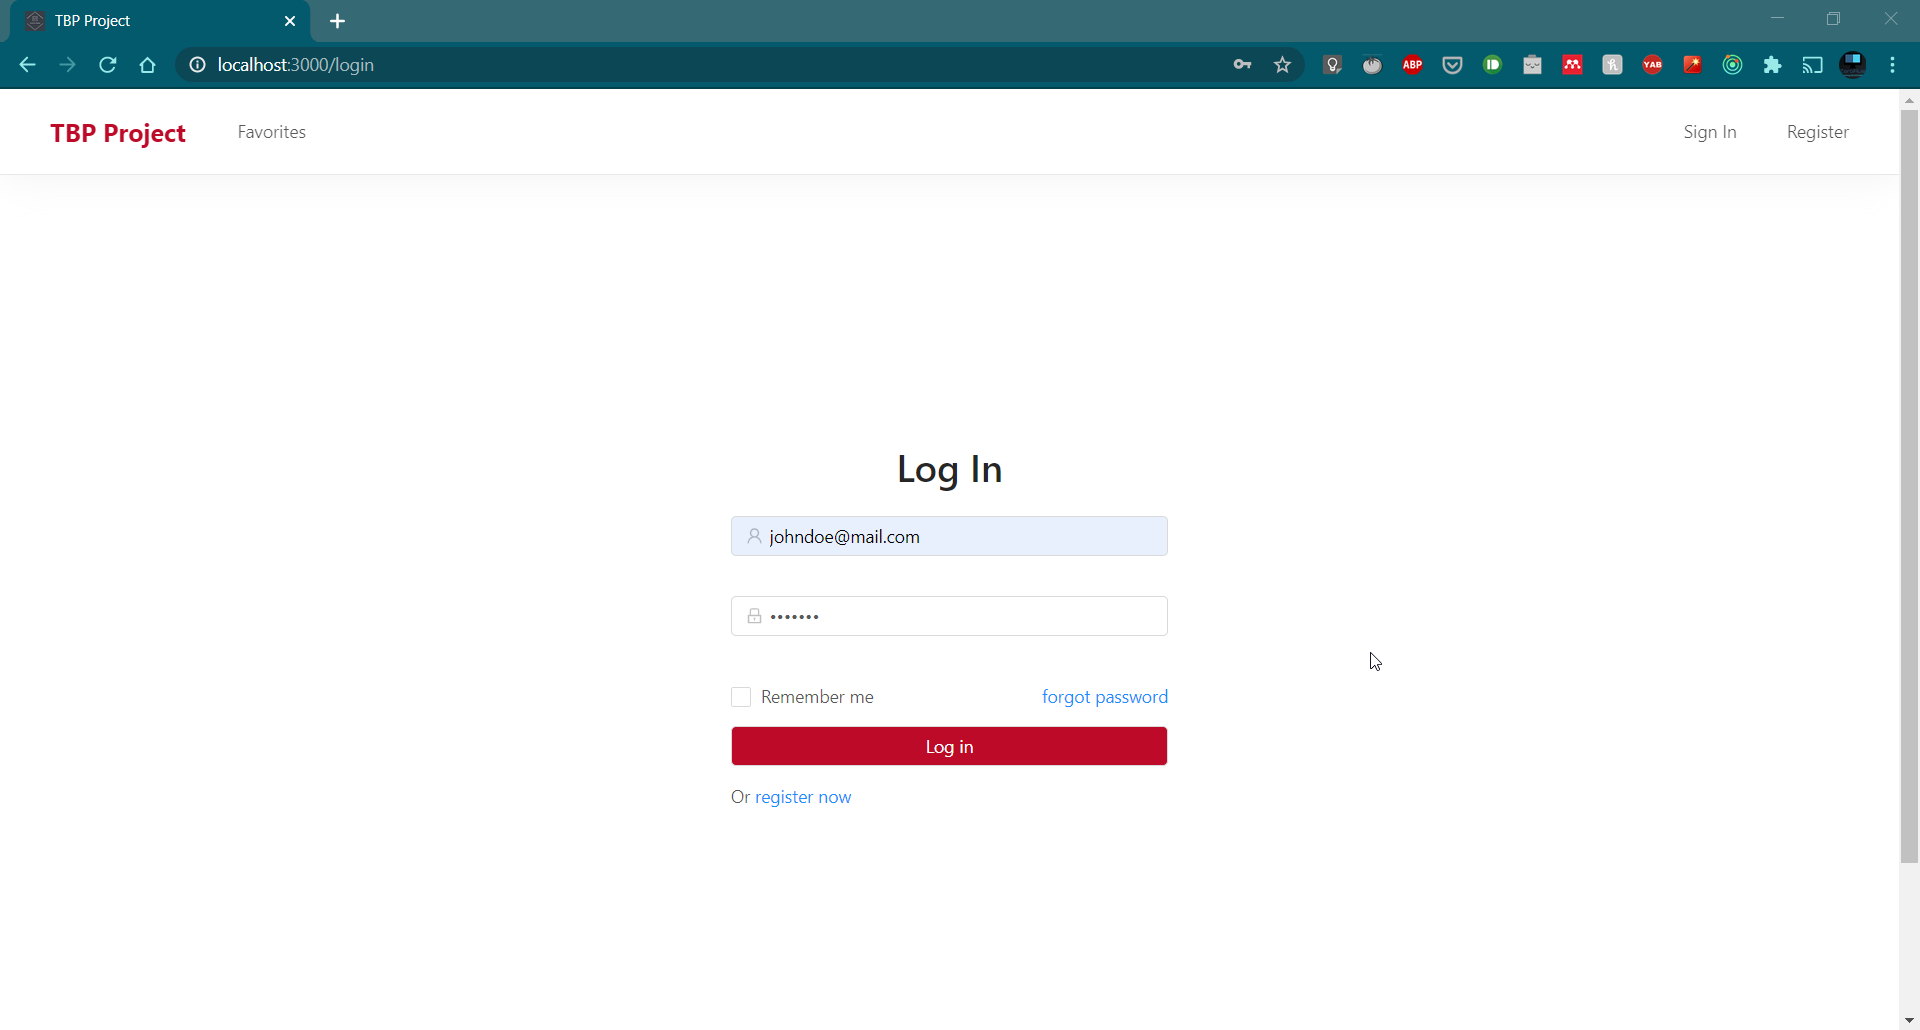 TBP Project
localhost:3000/login
ABP
YAB
TBP Project Favorites Sign In Register
Log In
johndoe@mail.com
•••••••
Remember me forgot password
Log in
Or register now